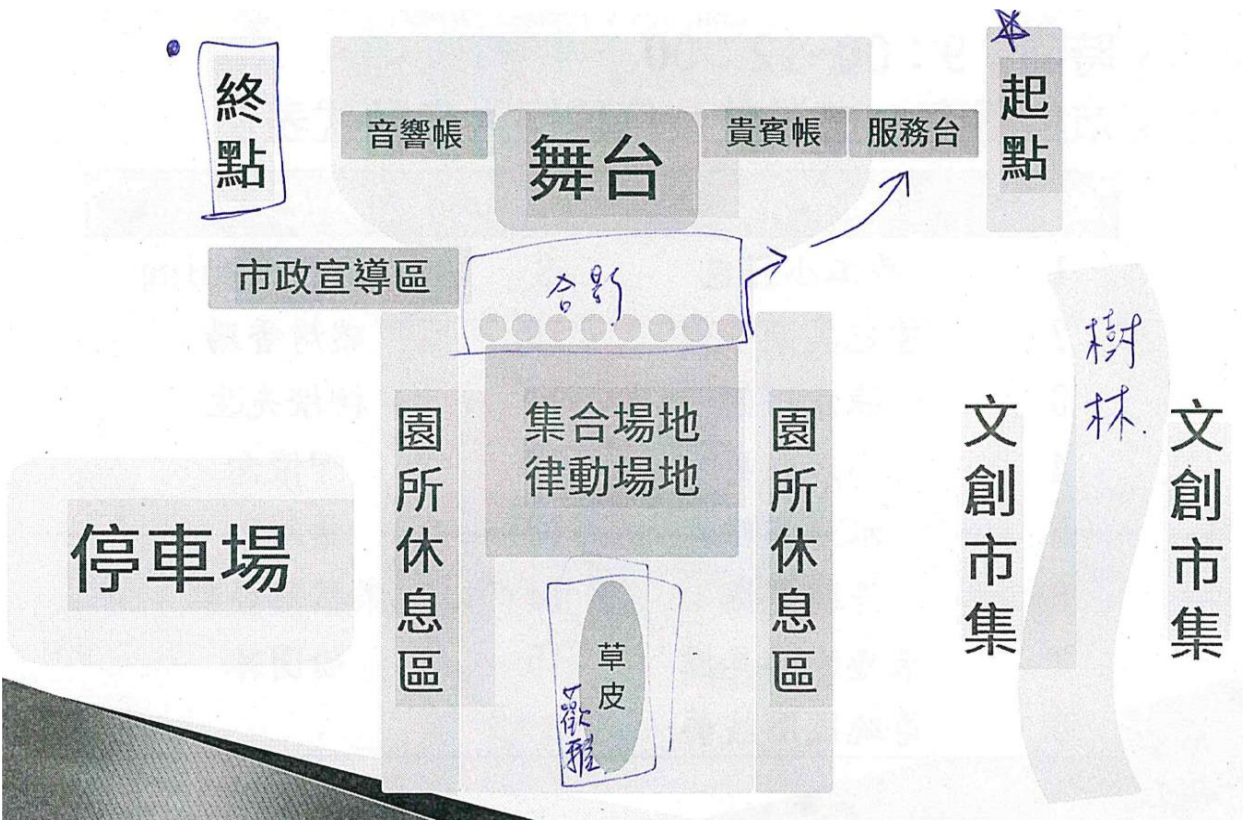 終點
音響帳
舞台
貴賓帳
服務台
起點
市政宣導區
合影
樹林
園所休息區
集合場地
律動場地
園所休息區
文創市集
文創市集
停車場
草皮